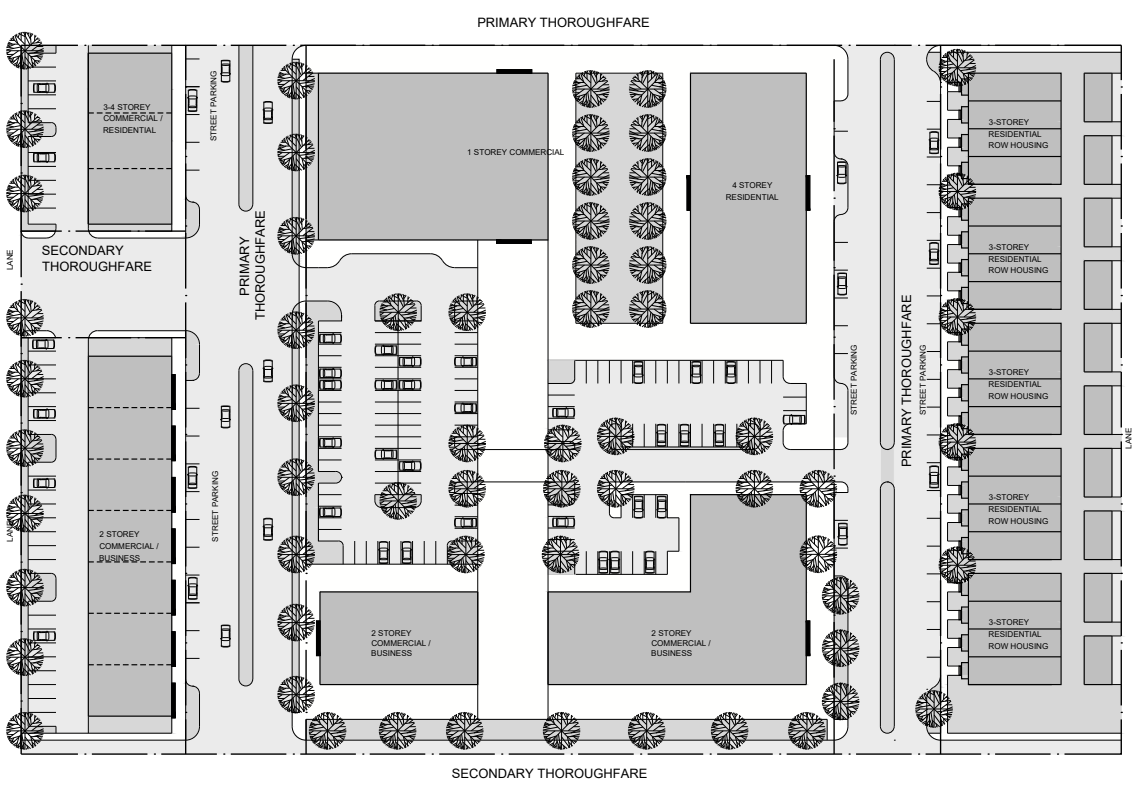 PRIMARY THOROUGHFARE
3-4 STOREY
COMMERCIAL /
RESIDENTIAL
STREET PARKING
1 STOREY COMMERCIAL
4 STOREY
RESIDENTIAL
3-STOREY
RESIDENTIAL
ROW HOUSING
LANE
SECONDARY
THOROUGHFARE
PRIMARY
THOROUGHFARE
3-STOREY
RESIDENTIAL
ROW HOUSING
STREET PARKING
PRIMARY THOROUGHFARE
STREET PARKING
3-STOREY
RESIDENTIAL
ROW HOUSING
LANE
LANE
2 STOREY
COMMERCIAL /
BUSINESS
STREET PARKING
3-STOREY
RESIDENTIAL
ROW HOUSING
2 STOREY
COMMERCIAL /
BUSINESS
2 STOREY
COMMERCIAL /
BUSINESS
3-STOREY
RESIDENTIAL
ROW HOUSING
SECONDARY THOROUGHFARE